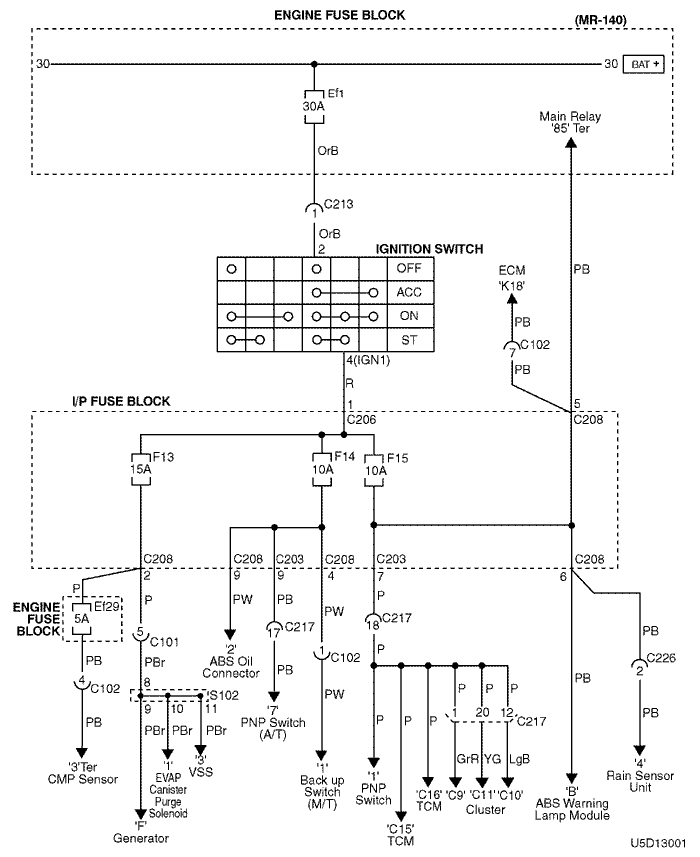 ENGINE FUSE BLOCK
(MR-140)
30
30
BAT +
Ef1
30A
Main Relay
'85' Ter
OrB
C213
1
OrB
2
IGNITION SWITCH
OFF
ACC
ON
ST
ECM
'K18'
PB
PB
C102
7
PB
4(IGN1)
R
1
5
I/P FUSE BLOCK
C206
C208
F13
15A
F14
10A
F15
10A
C208
C208
C203
C208
C203
C208
2
9
9
4
7
6
P
P
PW
PB
PW
P
ENGINE
FUSE
BLOCK
Ef29
5A
5
C101
17
C217
18
C217
PB
PB
PBr
'2'
ABS Oil
Connector
1
C102
P
C226
2
4
C102
8
S102
PB
PW
P
P
P
P
P
P
PB
PB
9
10
11
'7'
PNP Switch
(A/T)
1
20
12
C217
PB
PBr
PBr
PBr
GrR
YG
LgB
PB
'3'Ter
CMP Sensor
'1'
EVAP
Canister
Purge
Solenoid
'3'
VSS
'1'
Back up
Switch
(M/T)
'1'
PNP
Switch
'C16'
TCM
'C9'
'C11'
'C10'
Cluster
'B'
ABS Warning
Lamp Module
'4'
Rain Sensor
Unit
'F'
Generator
'C15'
TCM
U5D13001